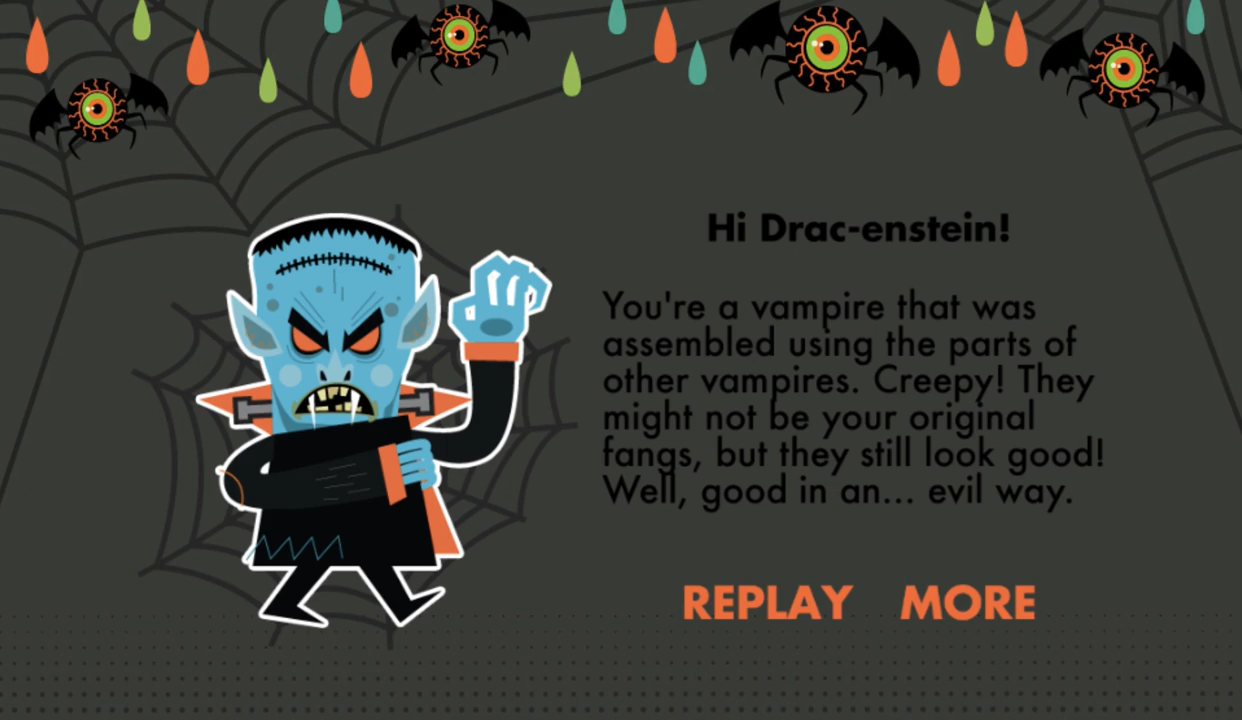 Hi Drac-enstein!
You're a vampire that was
assembled using the parts of
other vampires. Creepy! They
might not be your original
fangs, but they still look good!
Well, good in an... evil way.
REPLAY MORE